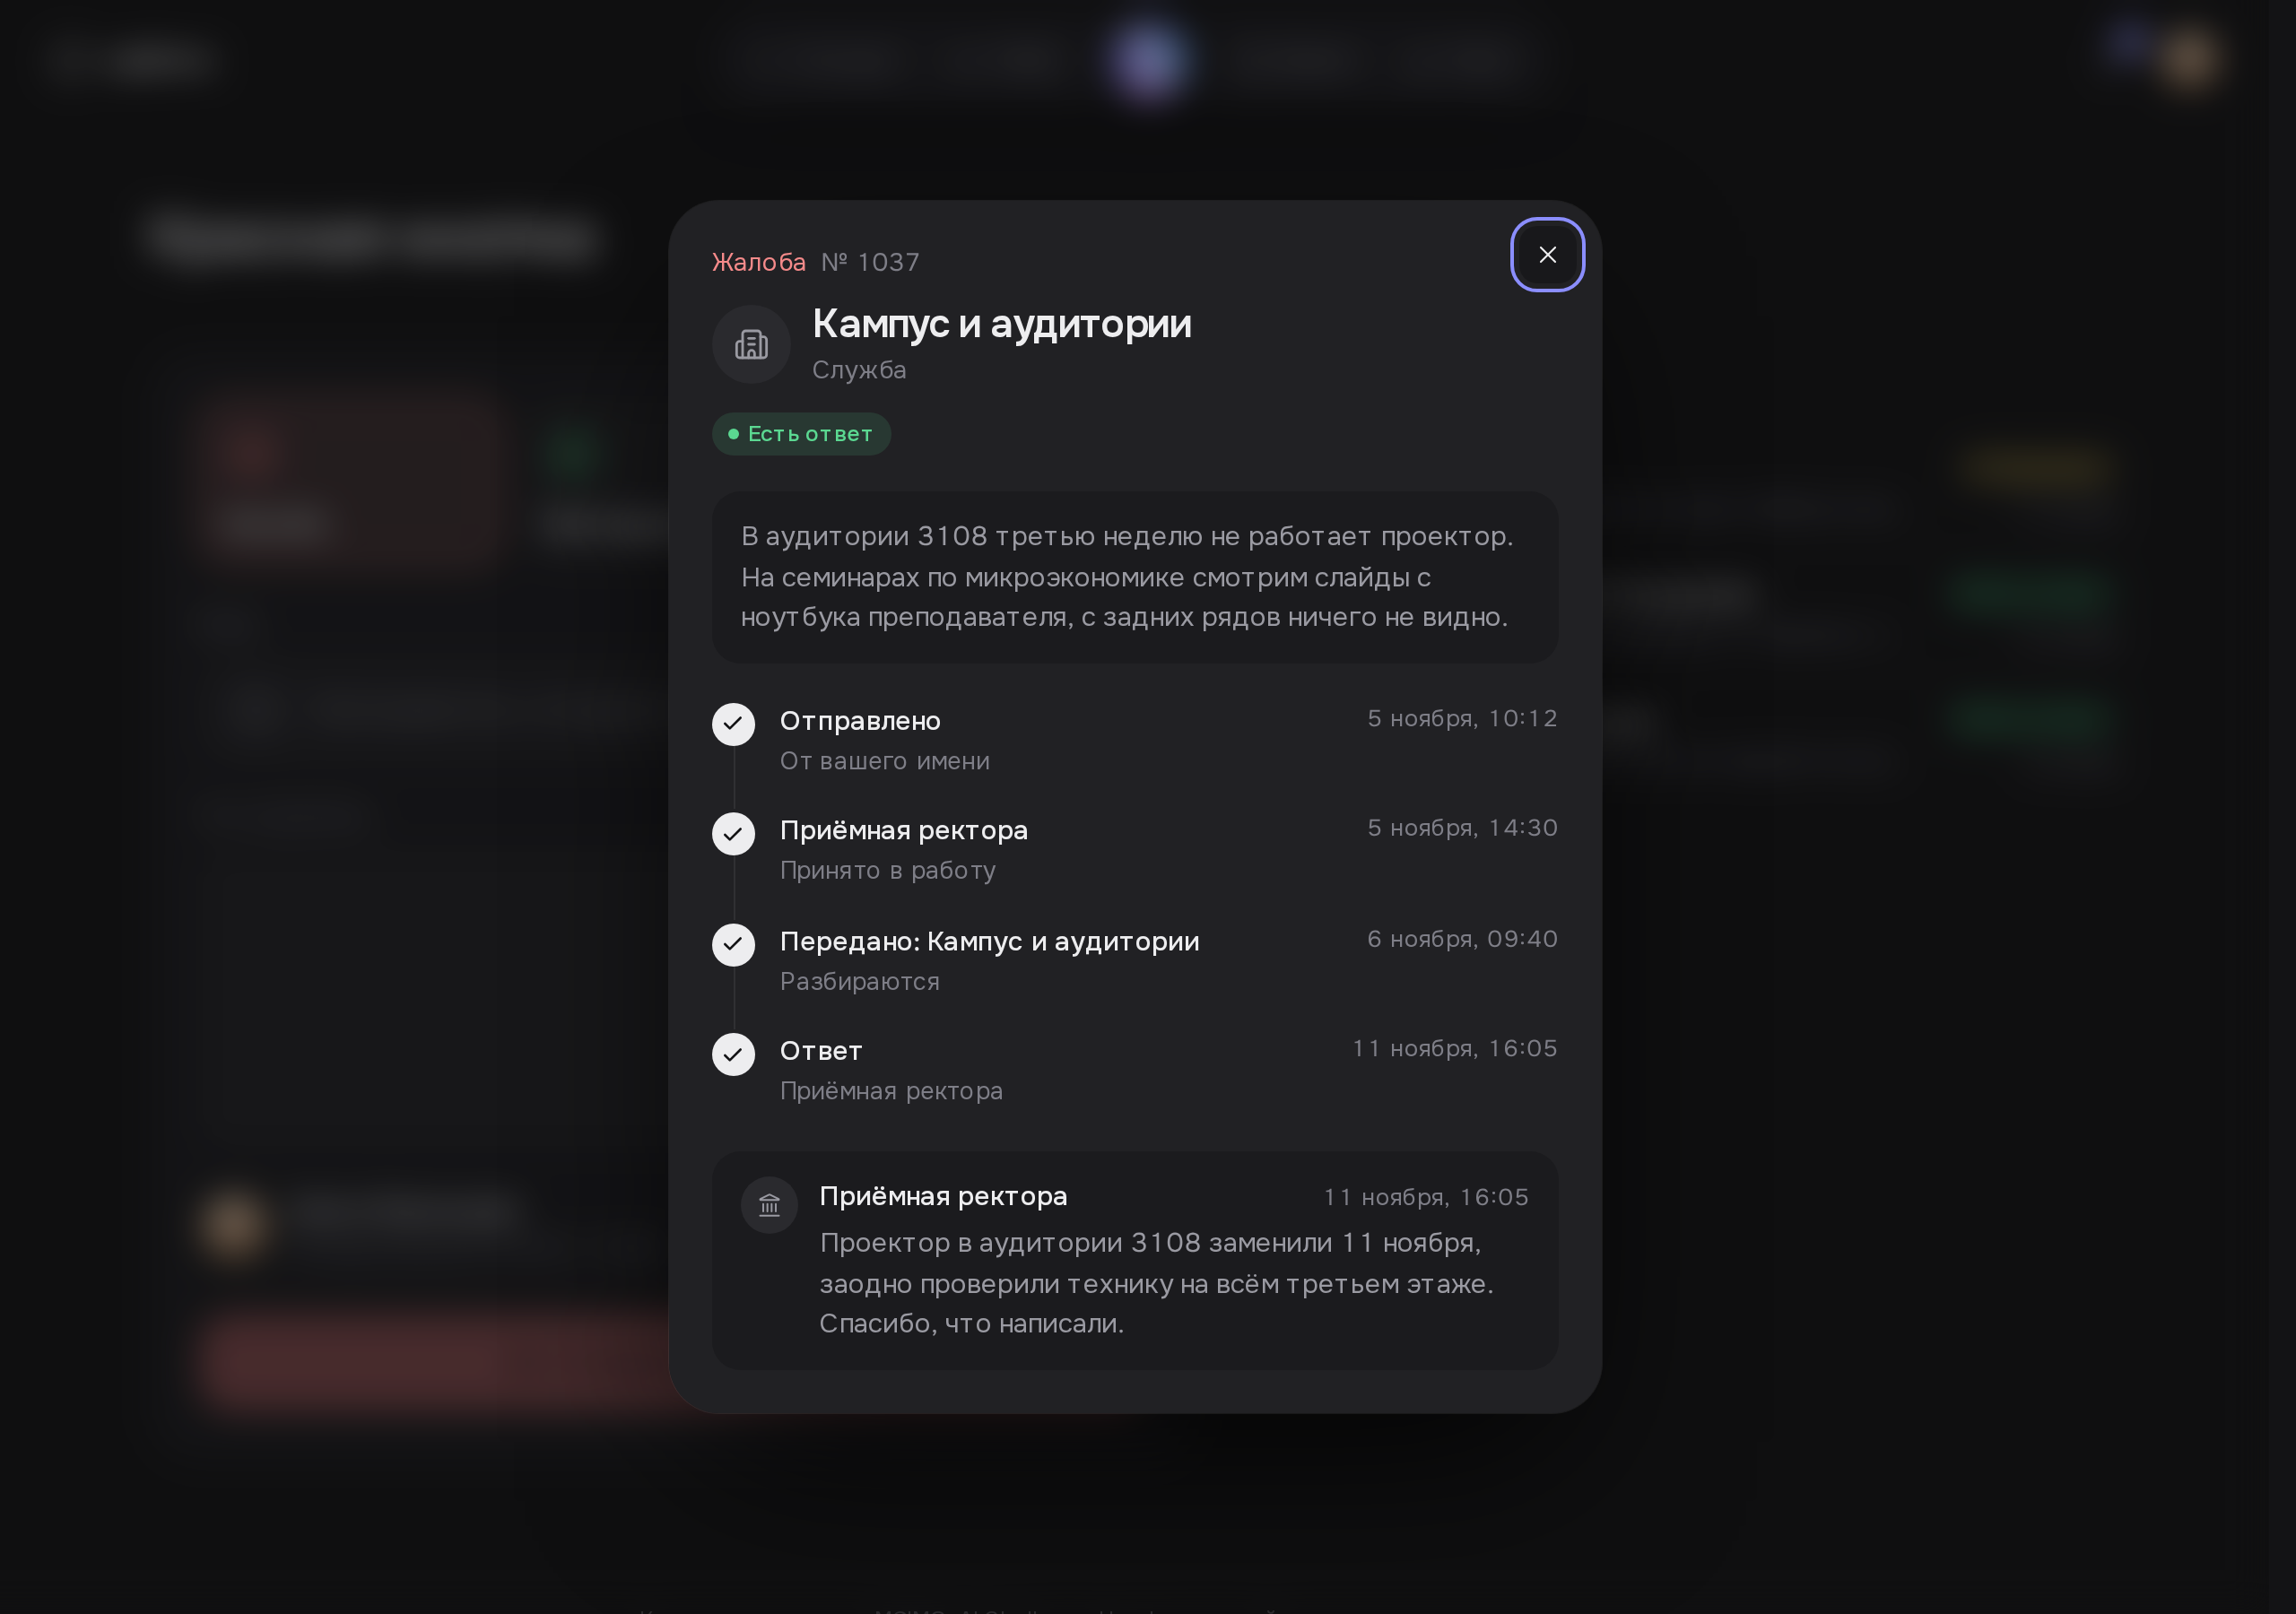 Жалоба № 1037
Кампус и аудитории
Служба
Есть ответ
В аудитории 3108 третью неделю не работает проектор.
На семинарах по микроэкономике смотрим слайды с
ноутбука преподавателя, с задних рядов ничего не видно.
Отправлено 5 ноября, 10:12
От вашего имени
Приёмная ректора 5 ноября, 14:30
Принято в работу
Передано: Кампус и аудитории 6 ноября, 09:40
Разбираются
Ответ 11 ноября, 16:05
Приёмная ректора
Приёмная ректора 11 ноября, 16:05
Проектор в аудитории 3108 заменили 11 ноября,
заодно проверили технику на всём третьем этаже.
Спасибо, что написали.